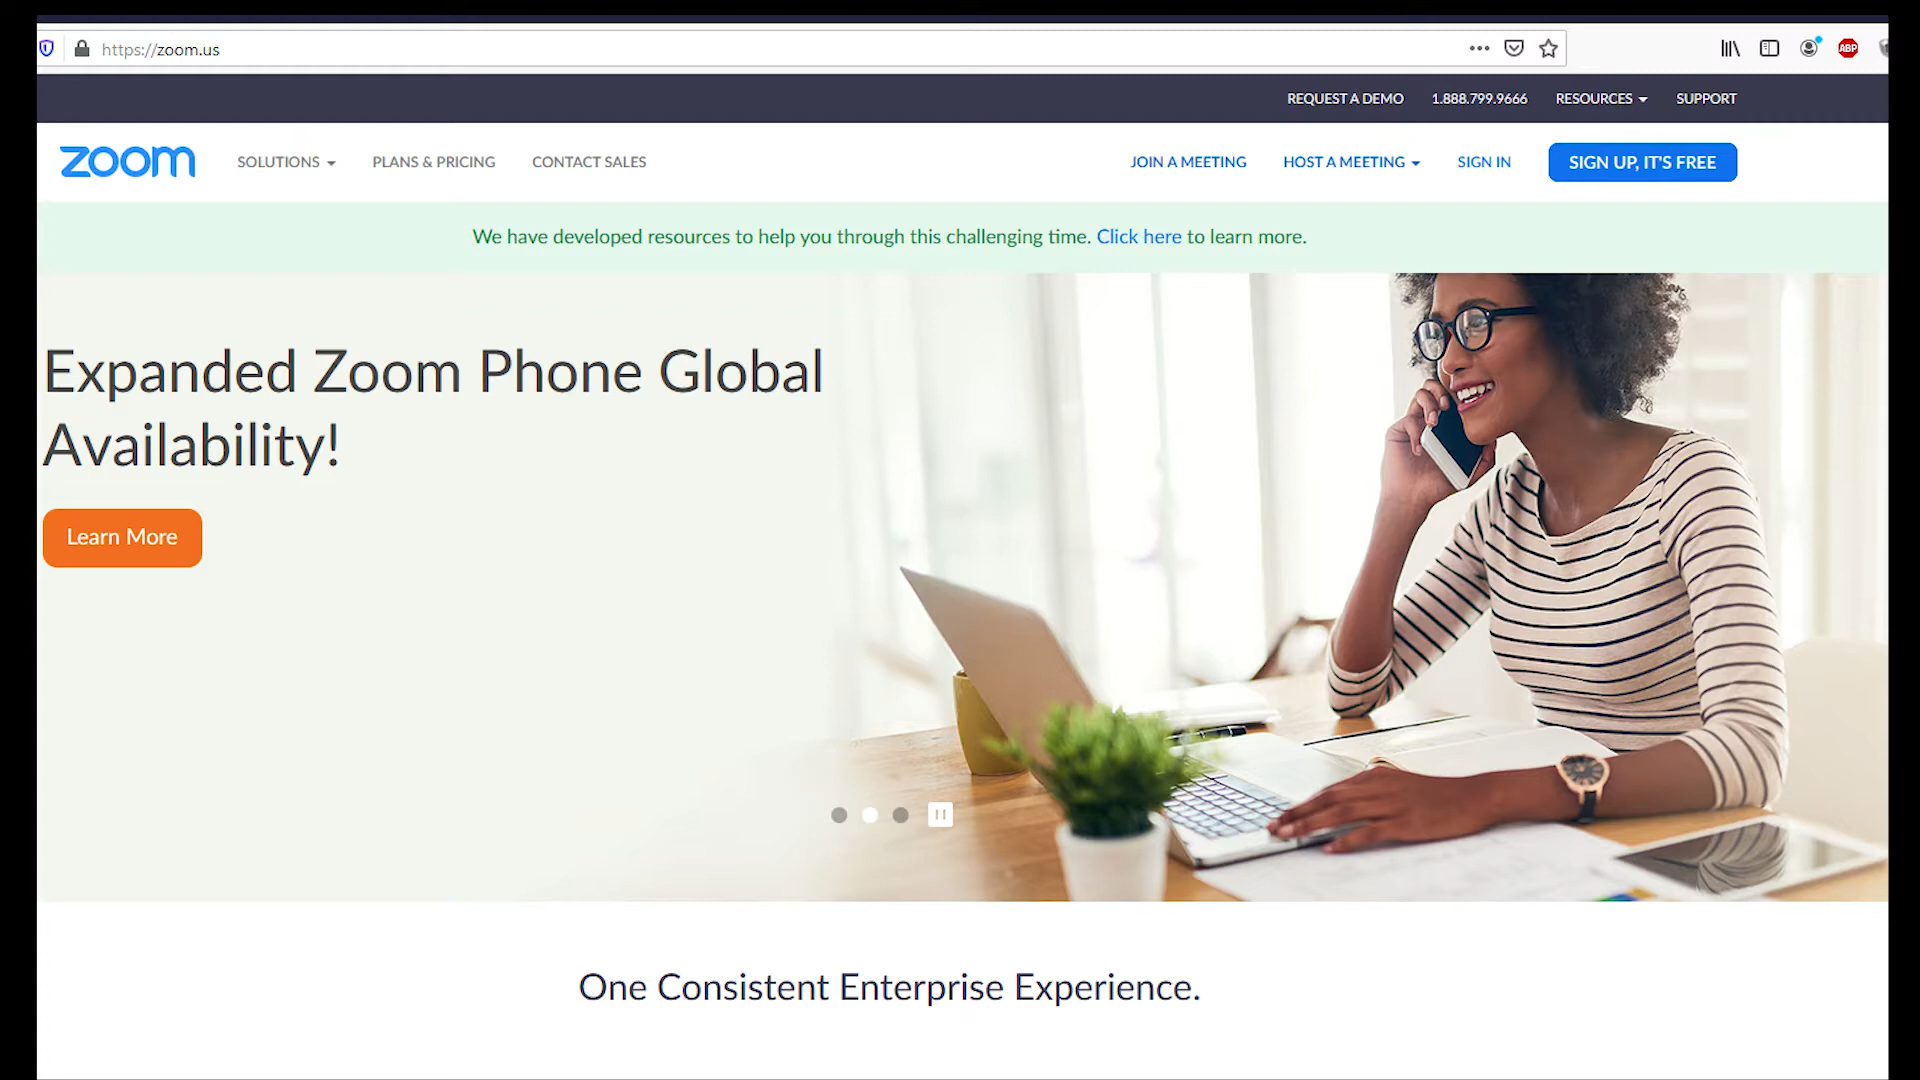 https://zoom.us
ABP
REQUEST A DEMO 1.888.799.9666 RESOURCES SUPPORT
zoom SOLUTIONS PLANS & PRICING CONTACT SALES JOIN A MEETING HOST A MEETING SIGN IN SIGN UP, IT'S FREE
We have developed resources to help you through this challenging time. Click here to learn more.
Expanded Zoom Phone Global
Availability!
Learn More
One Consistent Enterprise Experience.